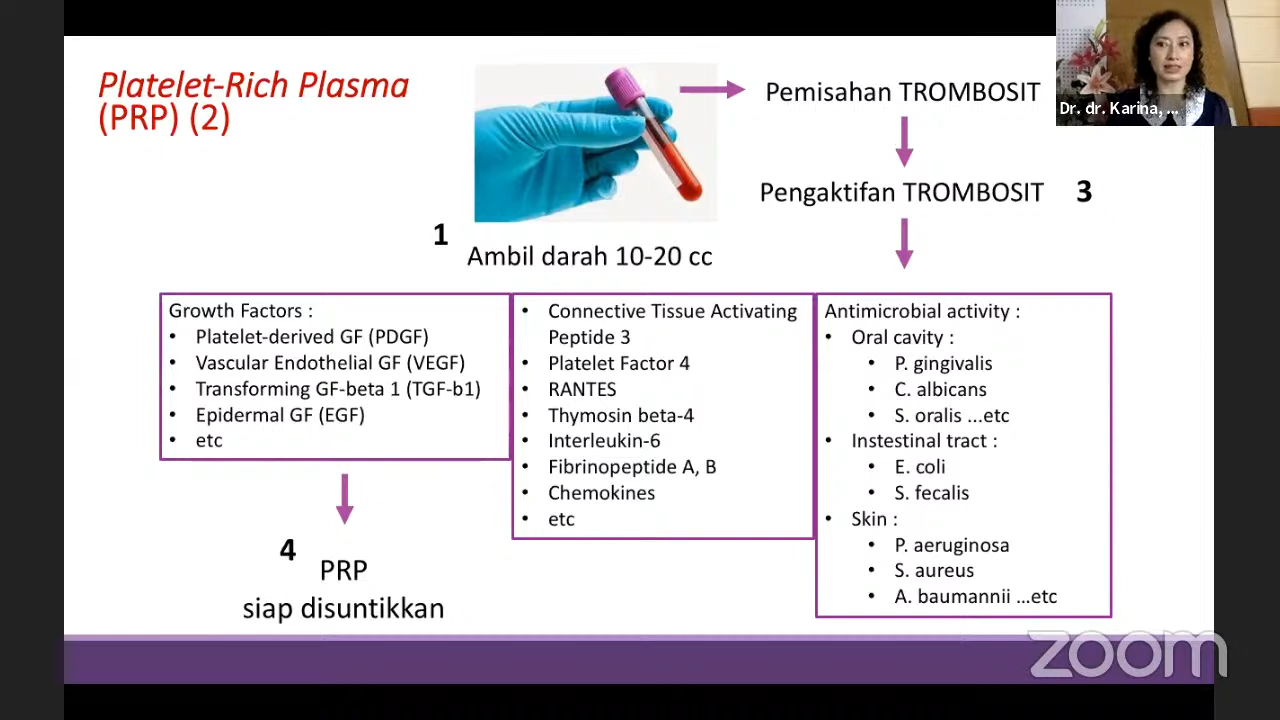 Platelet-Rich Plasma
(PRP) (2)
Pemisahan TROMBOSIT
Dr. dr. Karina, ...
Pengaktifan TROMBOSIT 3
1
Ambil darah 10-20 cc
Growth Factors :
• Platelet-derived GF (PDGF)
• Vascular Endothelial GF (VEGF)
• Transforming GF-beta 1 (TGF-b1)
• Epidermal GF (EGF)
• etc
• Connective Tissue Activating
Peptide 3
• Platelet Factor 4
• RANTES
• Thymosin beta-4
• Interleukin-6
• Fibrinopeptide A, B
• Chemokines
• etc
Antimicrobial activity :
• Oral cavity :
• P. gingivalis
• C. albicans
• S. oralis ...etc
• Instestinal tract :
• E. coli
• S. fecalis
• Skin :
• P. aeruginosa
• S. aureus
• A. baumannii ...etc
4
PRP
siap disuntikkan
zoom